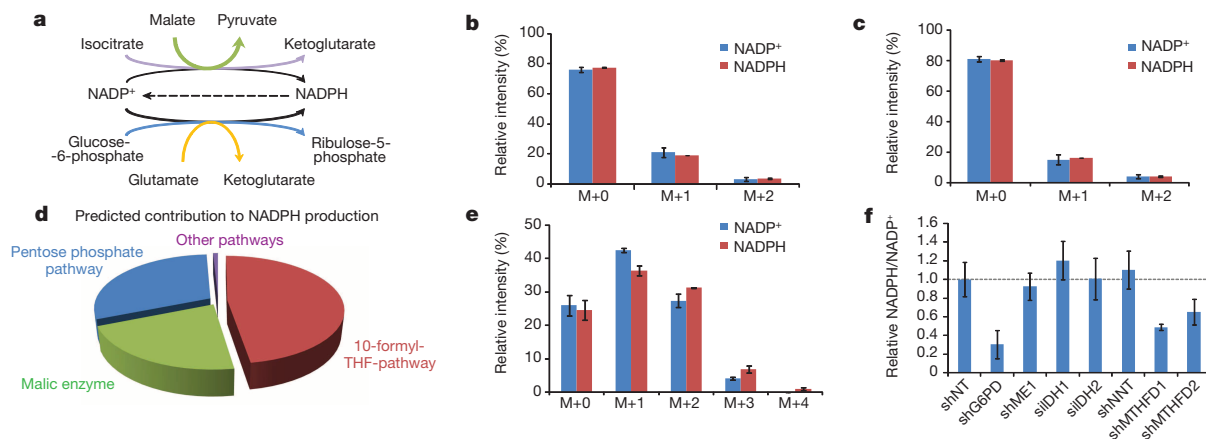 a
Malate Pyruvate
Isocitrate Ketoglutarate
NADP+ NADPH
Glucose-
-6-phosphate
Ribulose-5-
phosphate
Glutamate Ketoglutarate
b
Relative intensity (%)
100
80
60
40
20
0
NADP+
NADPH
M+0 M+1 M+2
c
Relative intensity (%)
100
80
60
40
20
0
NADP+
NADPH
M+0 M+1 M+2
d
Predicted contribution to NADPH production
Other pathways
Pentose phosphate
pathway
10-formyl-
THF-pathway
Malic enzyme
e
Relative intensity (%)
50
40
30
20
10
0
NADP+
NADPH
M+0 M+1 M+2 M+3 M+4
f
Relative NADPH/NADP+
1.6
1.4
1.2
1.0
0.8
0.6
0.4
0.2
0
shNT
shG6PD
shME1
siIDH1
siIDH2
shNNT
shMTHFD1
shMTHFD2